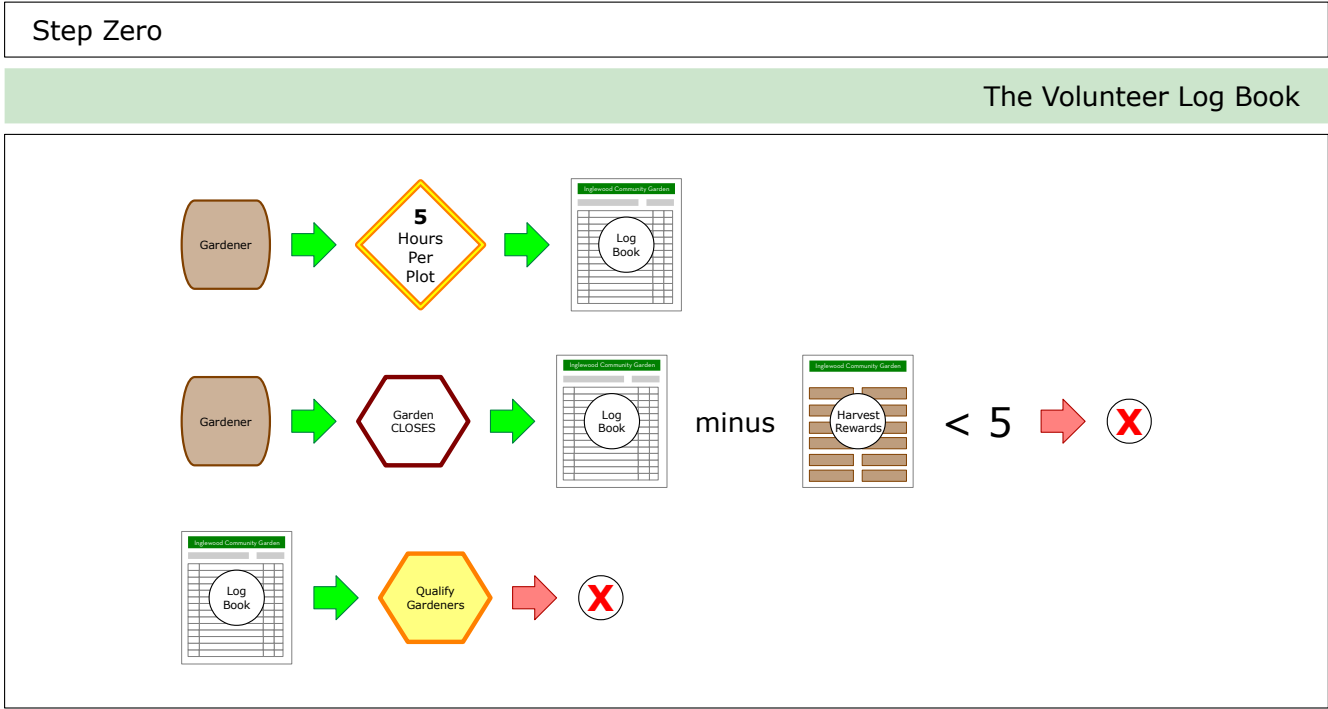 Step Zero
The Volunteer Log Book
Gardener
5
Hours
Per
Plot
Inglewood Community Garden
Log
Book
Gardener
Garden
CLOSES
Inglewood Community Garden
Log
Book
minus
Inglewood Community Garden
Harvest
Rewards
< 5
X
Inglewood Community Garden
Log
Book
Qualify
Gardeners
X